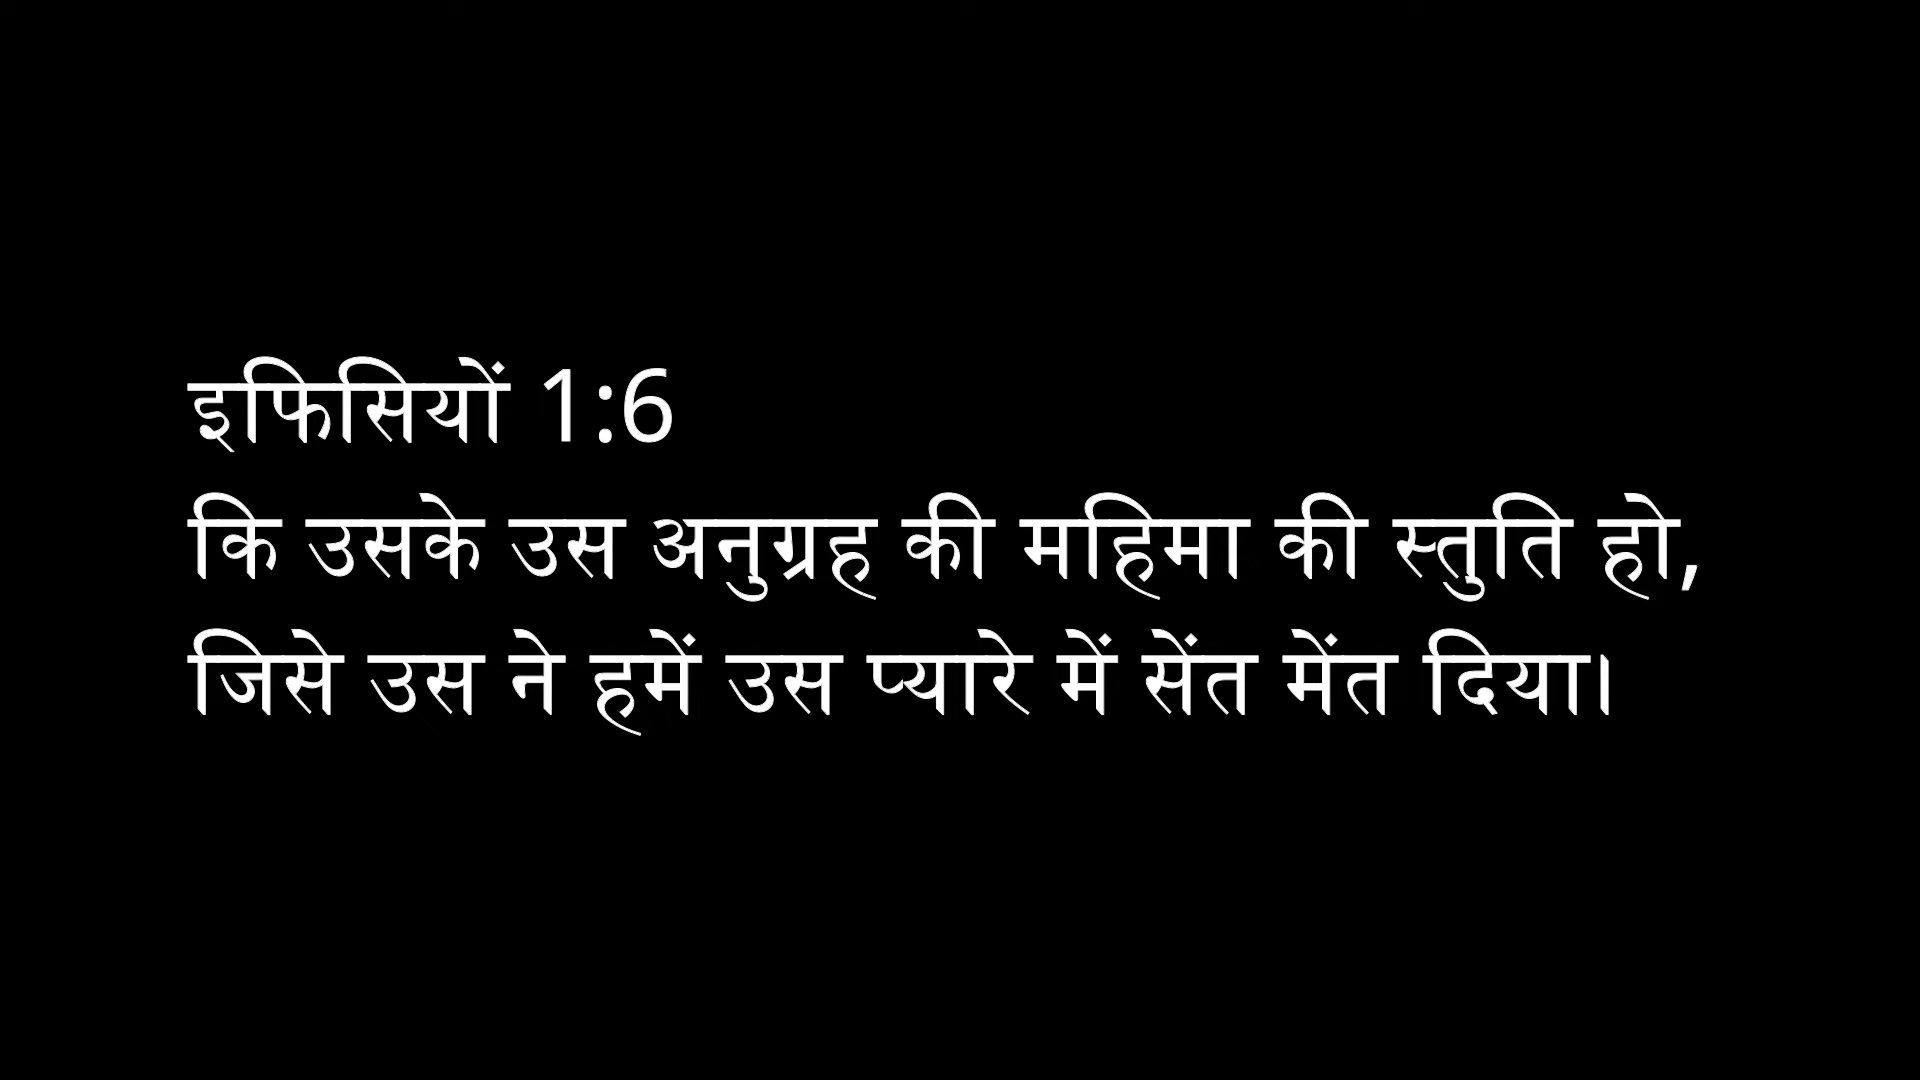 इफिसियों 1:6
कि उसके उस अनुग्रह की महिमा की स्तुति हो,
जिसे उस ने हमें उस प्यारे में सेंत मेंत दिया।